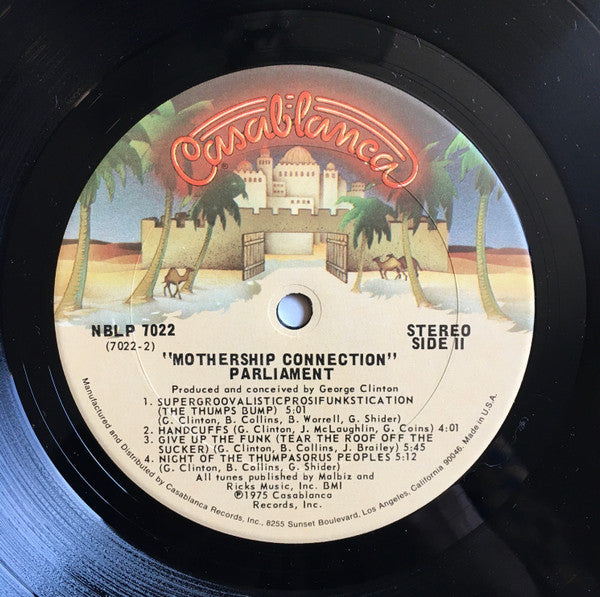 Casablanca
®
NBLP 7022
(7022-2)
STEREO
SIDE II
"MOTHERSHIP CONNECTION"
PARLIAMENT
Produced and conceived by George Clinton
1. SUPERGROOVALISTICPROSIFUNKSTICATION
(THE THUMPS BUMP) 5:01
(G. Clinton, B. Collins, B. Worrell, G. Shider)
2. HANDCUFFS (G. Clinton, J. McLaughlin, G. Coins) 4:01
3. GIVE UP THE FUNK (TEAR THE ROOF OFF THE
SUCKER) (G. Clinton, B. Collins, J. Brailey) 5:45
4. NIGHT OF THE THUMPASORUS PEOPLES 5:12
(G. Clinton, B. Collins, G. Shider)
All tunes published by Malbiz and
Ricks Music, Inc. BMI
℗1975 Casablanca
Records, Inc.
Manufactured and Distributed by Casablanca Records, Inc., 8255 Sunset Boulevard, Los Angeles, California 90046. Made in U.S.A.